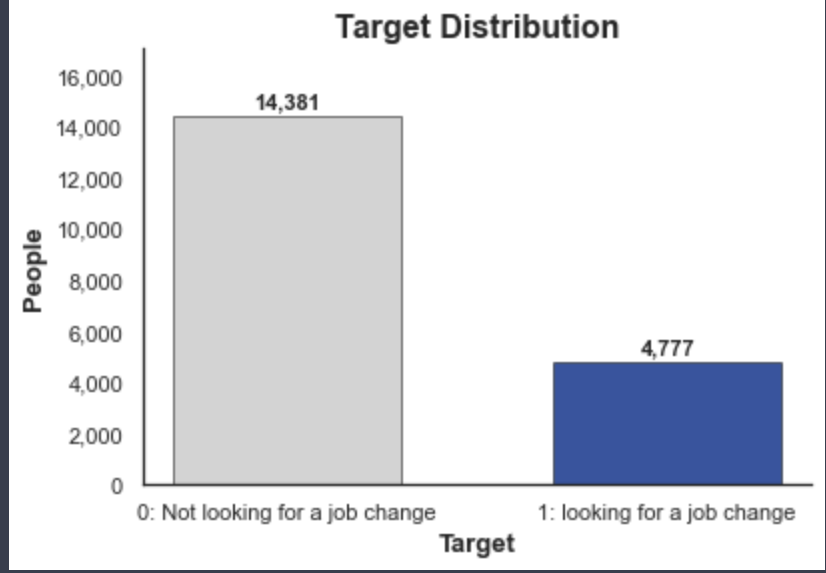 Target Distribution
People
16,000
14,000
12,000
10,000
8,000
6,000
4,000
2,000
0
14,381
4,777
0: Not looking for a job change
1: looking for a job change
Target